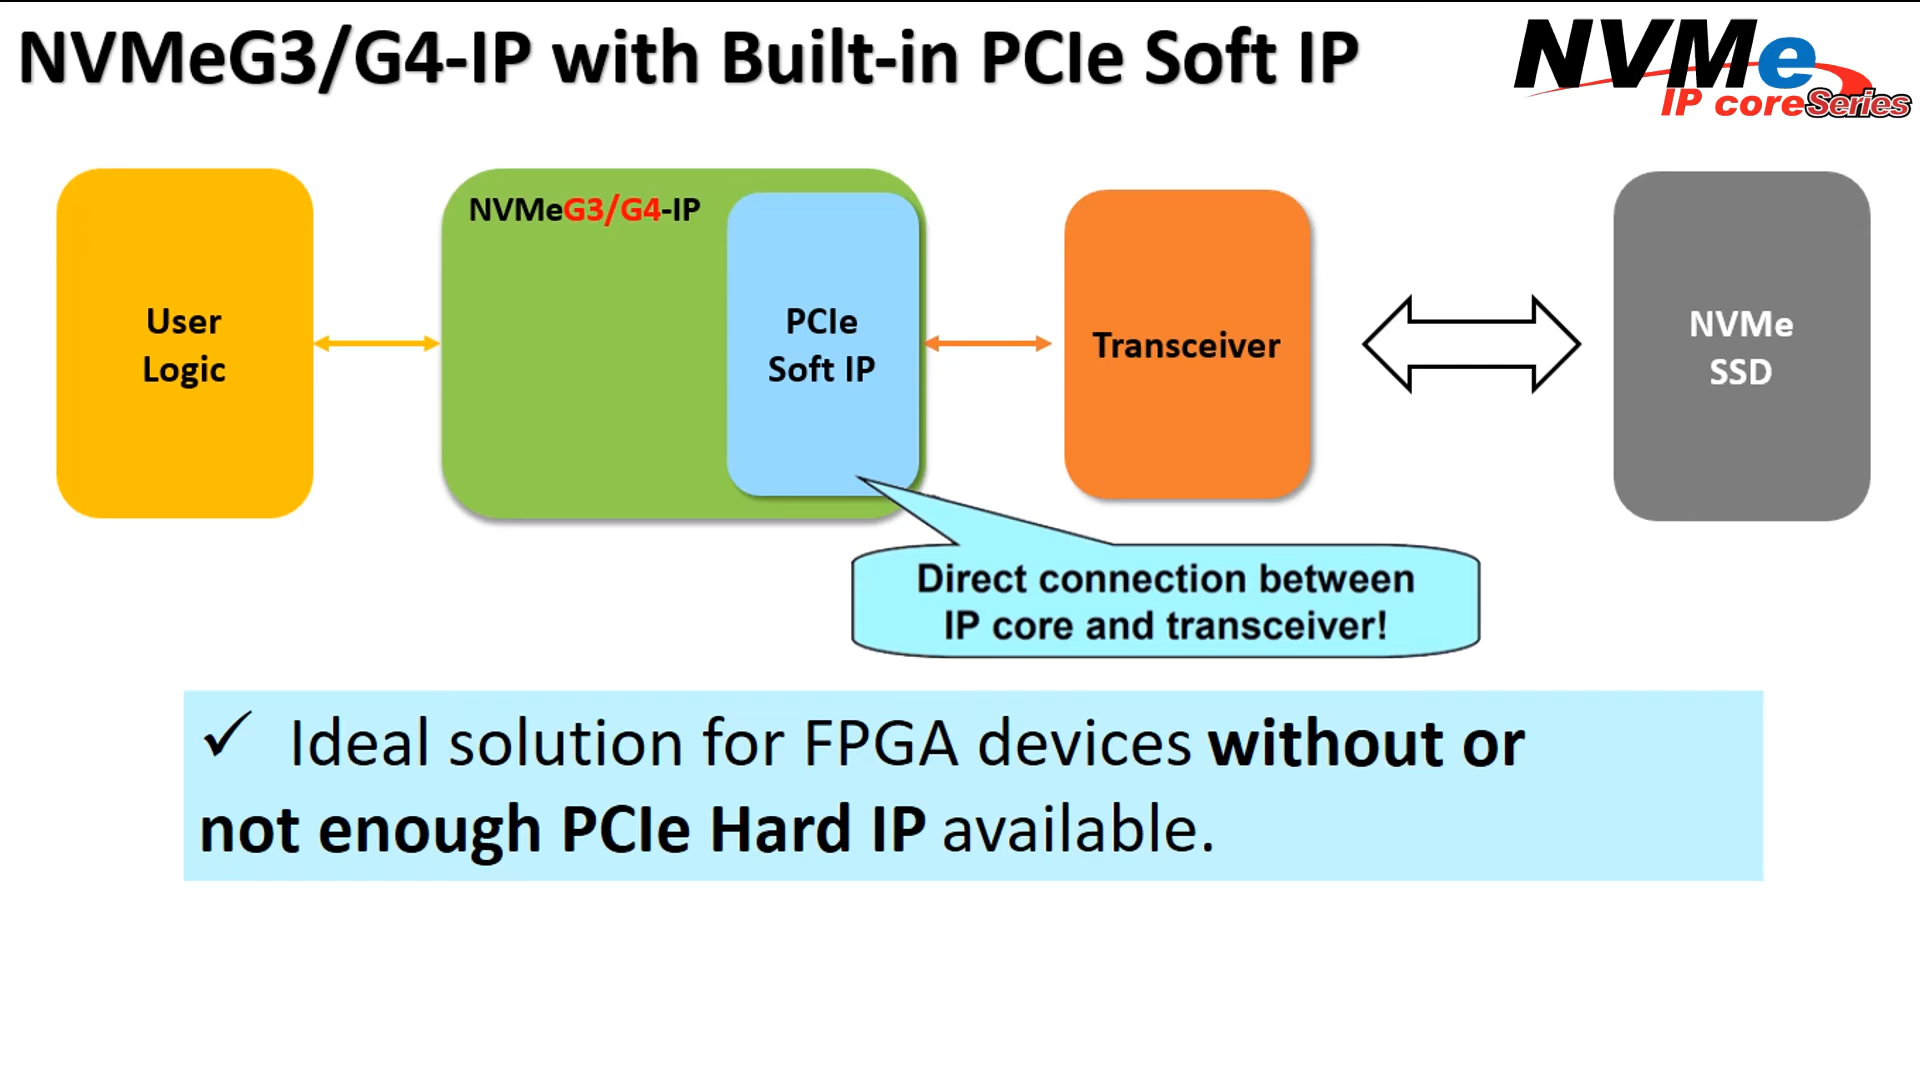 NVMeG3/G4-IP with Built-in PCIe Soft IP
NVMe
IP core Series
User
Logic
NVMeG3/G4-IP
PCIe
Soft IP
Transceiver
NVMe
SSD
Direct connection between
IP core and transceiver!
✓ Ideal solution for FPGA devices without or
not enough PCIe Hard IP available.